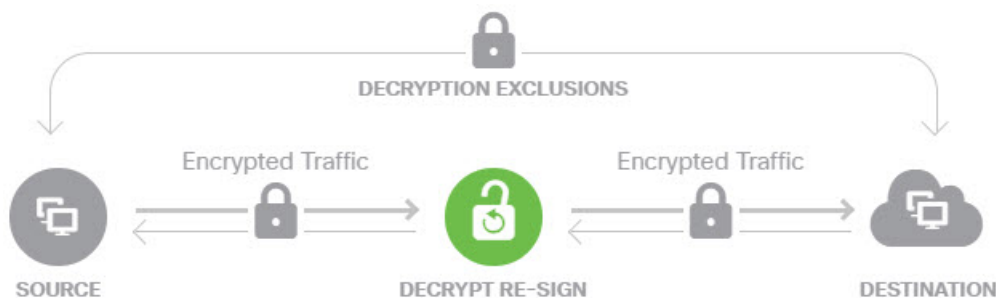 DECRYPTION EXCLUSIONS
Encrypted Traffic
Encrypted Traffic
SOURCE
DECRYPT RE-SIGN
DESTINATION